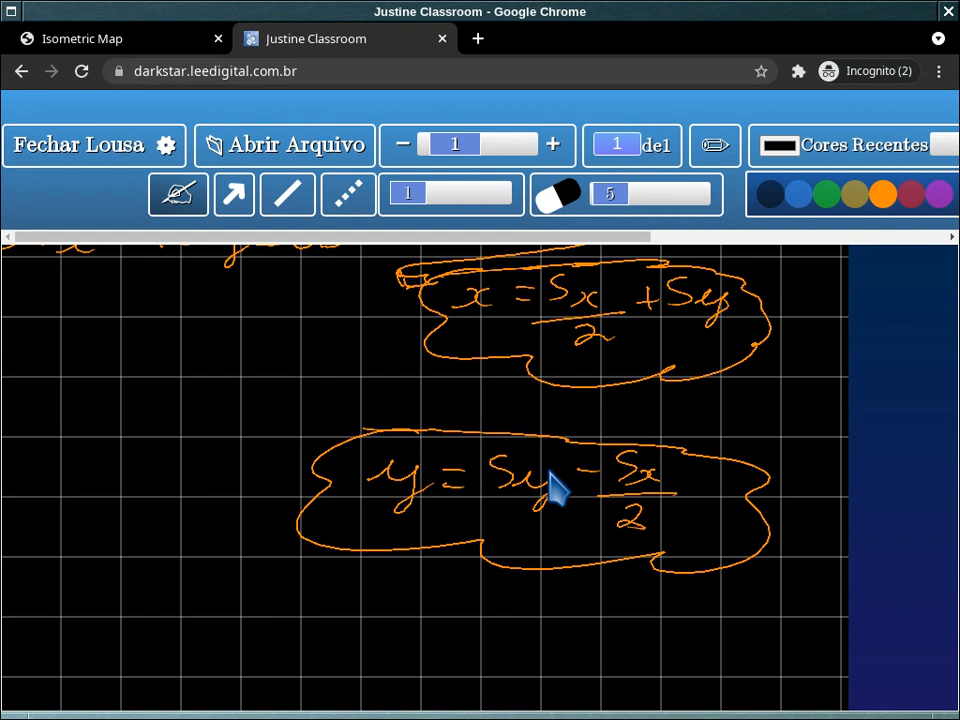 Justine Classroom - Google Chrome
Isometric Map
Justine Classroom
darkstar.leedigital.com.br
Incognito (2)
Fechar Lousa
Abrir Arquivo
− 1 +
1 de1
Cores Recentes
1
5
x = Sx/2 + Sy
y = Sy - Sx/2